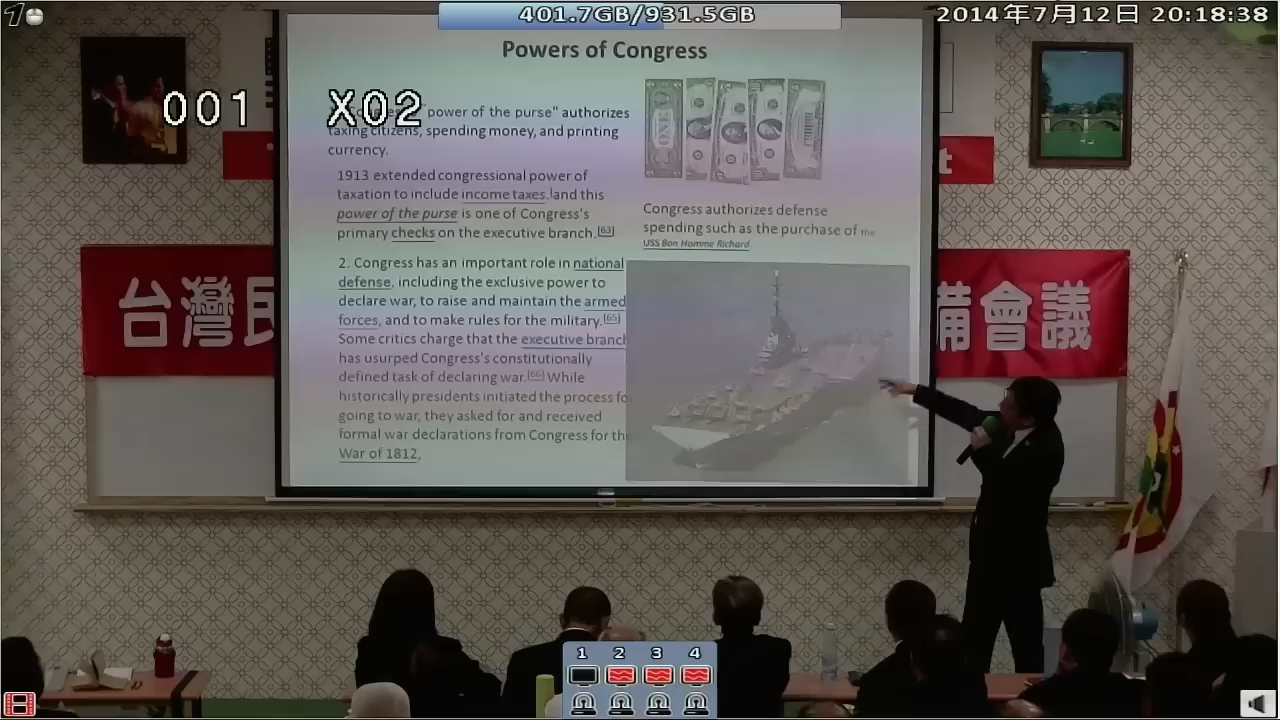 401.7GB/931.5GB
2014年7月12日 20:18:38
Powers of Congress
001 X02
power of the purse" authorizes
taxing citizens, spending money, and printing
currency.
1913 extended congressional power of
taxation to include income taxes, and this
power of the purse is one of Congress's
primary checks on the executive branch.[63]
2. Congress has an important role in national
defense, including the exclusive power to
declare war, to raise and maintain the armed
forces, and to make rules for the military.[65]
Some critics charge that the executive branch
has usurped Congress's constitutionally
defined task of declaring war.[66] While
historically presidents initiated the process fo
going to war, they asked for and received
formal war declarations from Congress for the
War of 1812,
ONE
Congress authorizes defense
spending such as the purchase of the
USS Bon Homme Richard.
t
台灣民
備會議
1 2 3 4